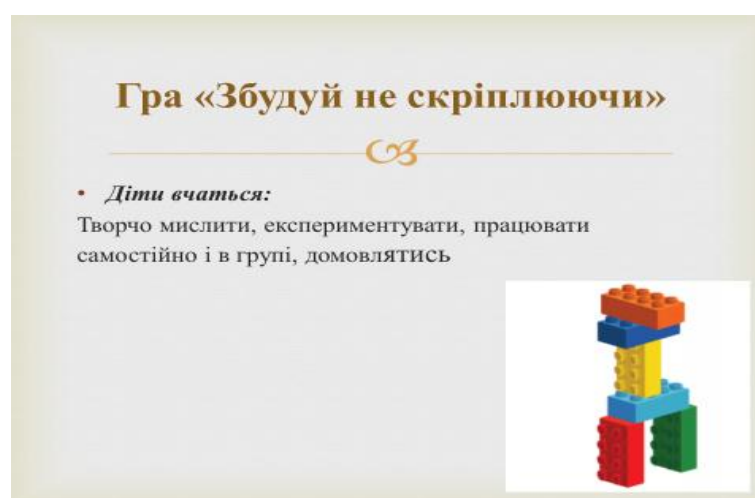 Гра «Збудуй не скріплюючи»
• Діти вчаться:
Творчо мислити, експериментувати, працювати
самостійно і в групі, домовлятись